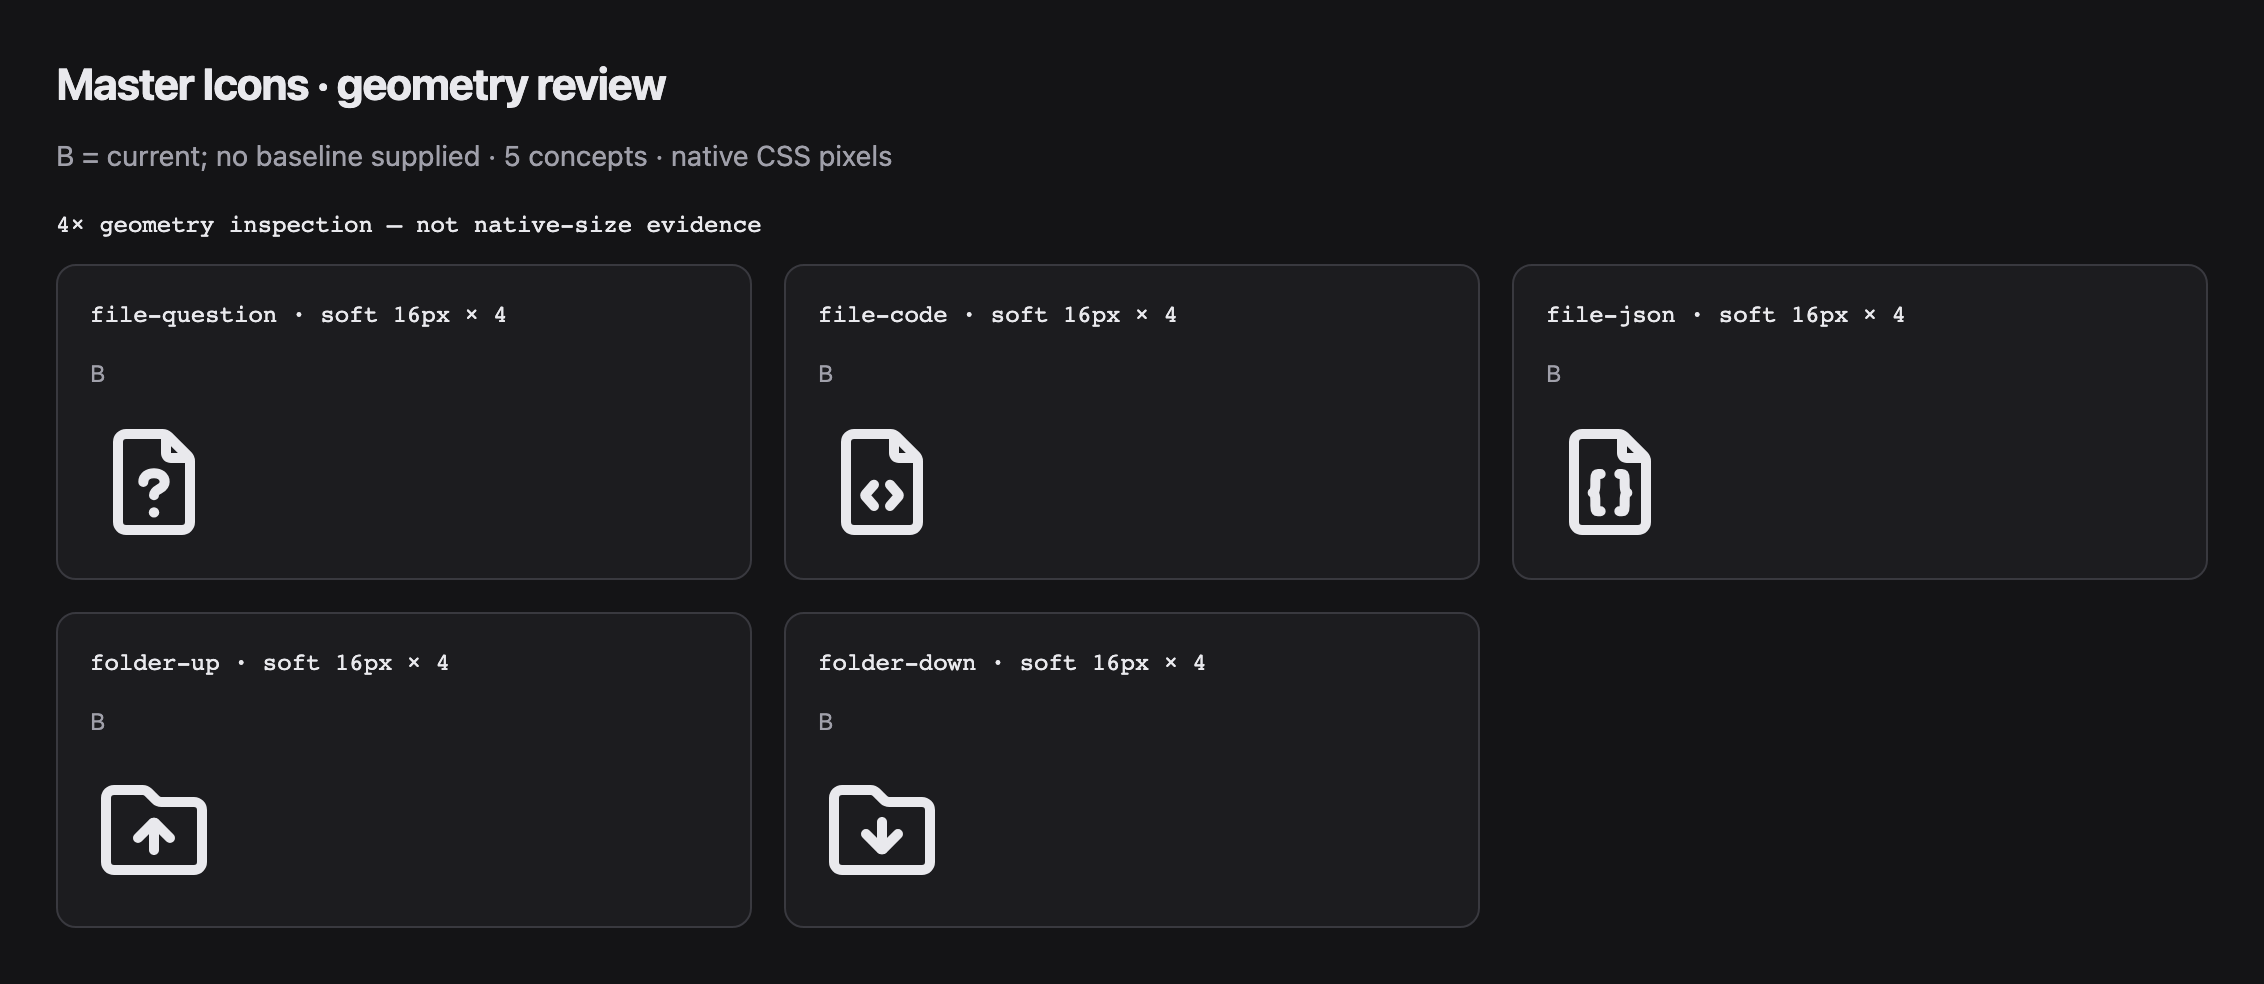 Master Icons · geometry review
B = current; no baseline supplied · 5 concepts · native CSS pixels
4× geometry inspection — not native-size evidence
file-question · soft 16px × 4
B
file-code · soft 16px × 4
B
file-json · soft 16px × 4
B
folder-up · soft 16px × 4
B
folder-down · soft 16px × 4
B